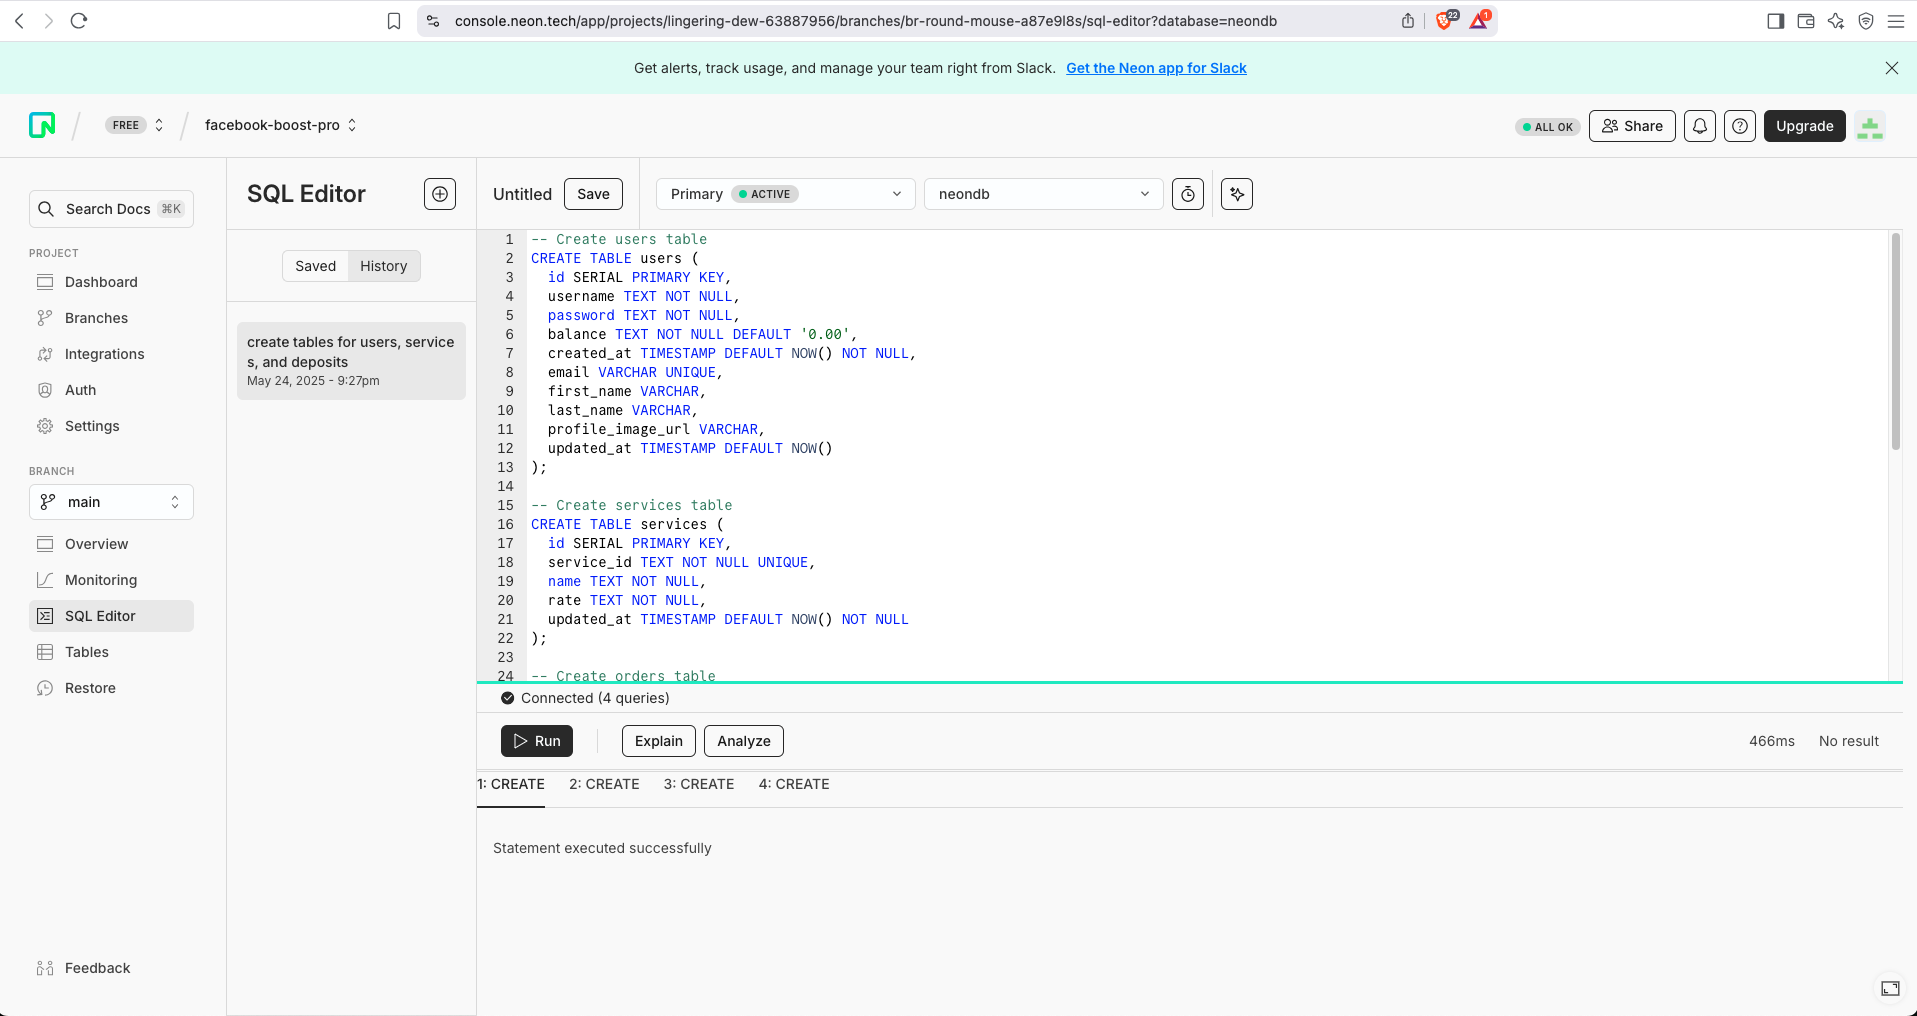 console.neon.tech/app/projects/lingering-dew-63887956/branches/br-round-mouse-a87e9l8s/sql-editor?database=neondb
22
1
Get alerts, track usage, and manage your team right from Slack. Get the Neon app for Slack
FREE
facebook-boost-pro
ALL OK
Share
Upgrade
Search Docs ⌘K
PROJECT
Dashboard
Branches
Integrations
Auth
Settings
BRANCH
main
Overview
Monitoring
SQL Editor
Tables
Restore
Feedback
SQL Editor
Saved
History
create tables for users, service
s, and deposits
May 24, 2025 - 9:27pm
Untitled
Save
Primary ACTIVE
neondb
1 -- Create users table
2 CREATE TABLE users (
3 id SERIAL PRIMARY KEY,
4 username TEXT NOT NULL,
5 password TEXT NOT NULL,
6 balance TEXT NOT NULL DEFAULT '0.00',
7 created_at TIMESTAMP DEFAULT NOW() NOT NULL,
8 email VARCHAR UNIQUE,
9 first_name VARCHAR,
10 last_name VARCHAR,
11 profile_image_url VARCHAR,
12 updated_at TIMESTAMP DEFAULT NOW()
13 );
14
15 -- Create services table
16 CREATE TABLE services (
17 id SERIAL PRIMARY KEY,
18 service_id TEXT NOT NULL UNIQUE,
19 name TEXT NOT NULL,
20 rate TEXT NOT NULL,
21 updated_at TIMESTAMP DEFAULT NOW() NOT NULL
22 );
23
24 -- Create orders table
Connected (4 queries)
Run
Explain
Analyze
466ms
No result
1: CREATE
2: CREATE
3: CREATE
4: CREATE
Statement executed successfully